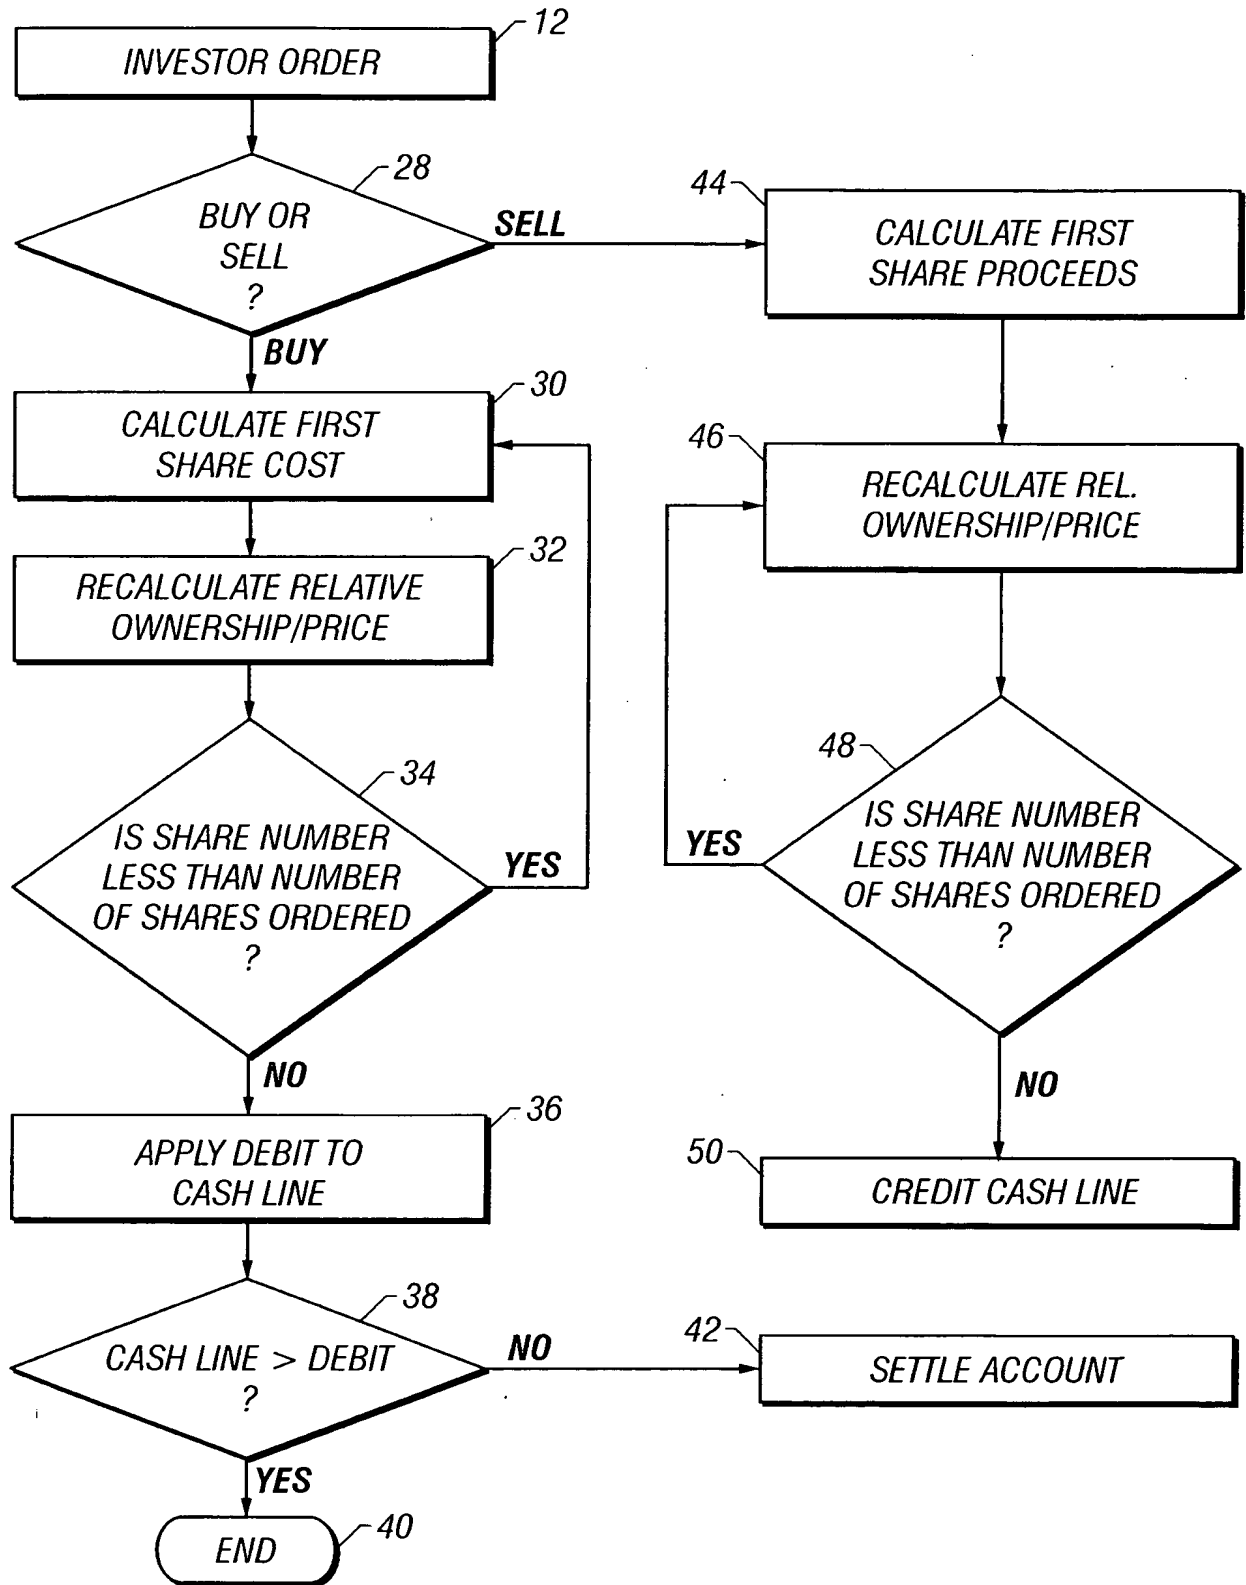 12
INVESTOR ORDER
28
BUY OR
SELL
?
SELL
BUY
44
CALCULATE FIRST
SHARE PROCEEDS
30
CALCULATE FIRST
SHARE COST
46
RECALCULATE REL.
OWNERSHIP/PRICE
32
RECALCULATE RELATIVE
OWNERSHIP/PRICE
34
IS SHARE NUMBER
LESS THAN NUMBER
OF SHARES ORDERED
?
YES
NO
48
IS SHARE NUMBER
LESS THAN NUMBER
OF SHARES ORDERED
?
YES
NO
36
APPLY DEBIT TO
CASH LINE
50
CREDIT CASH LINE
38
CASH LINE > DEBIT
?
NO
YES
42
SETTLE ACCOUNT
40
END